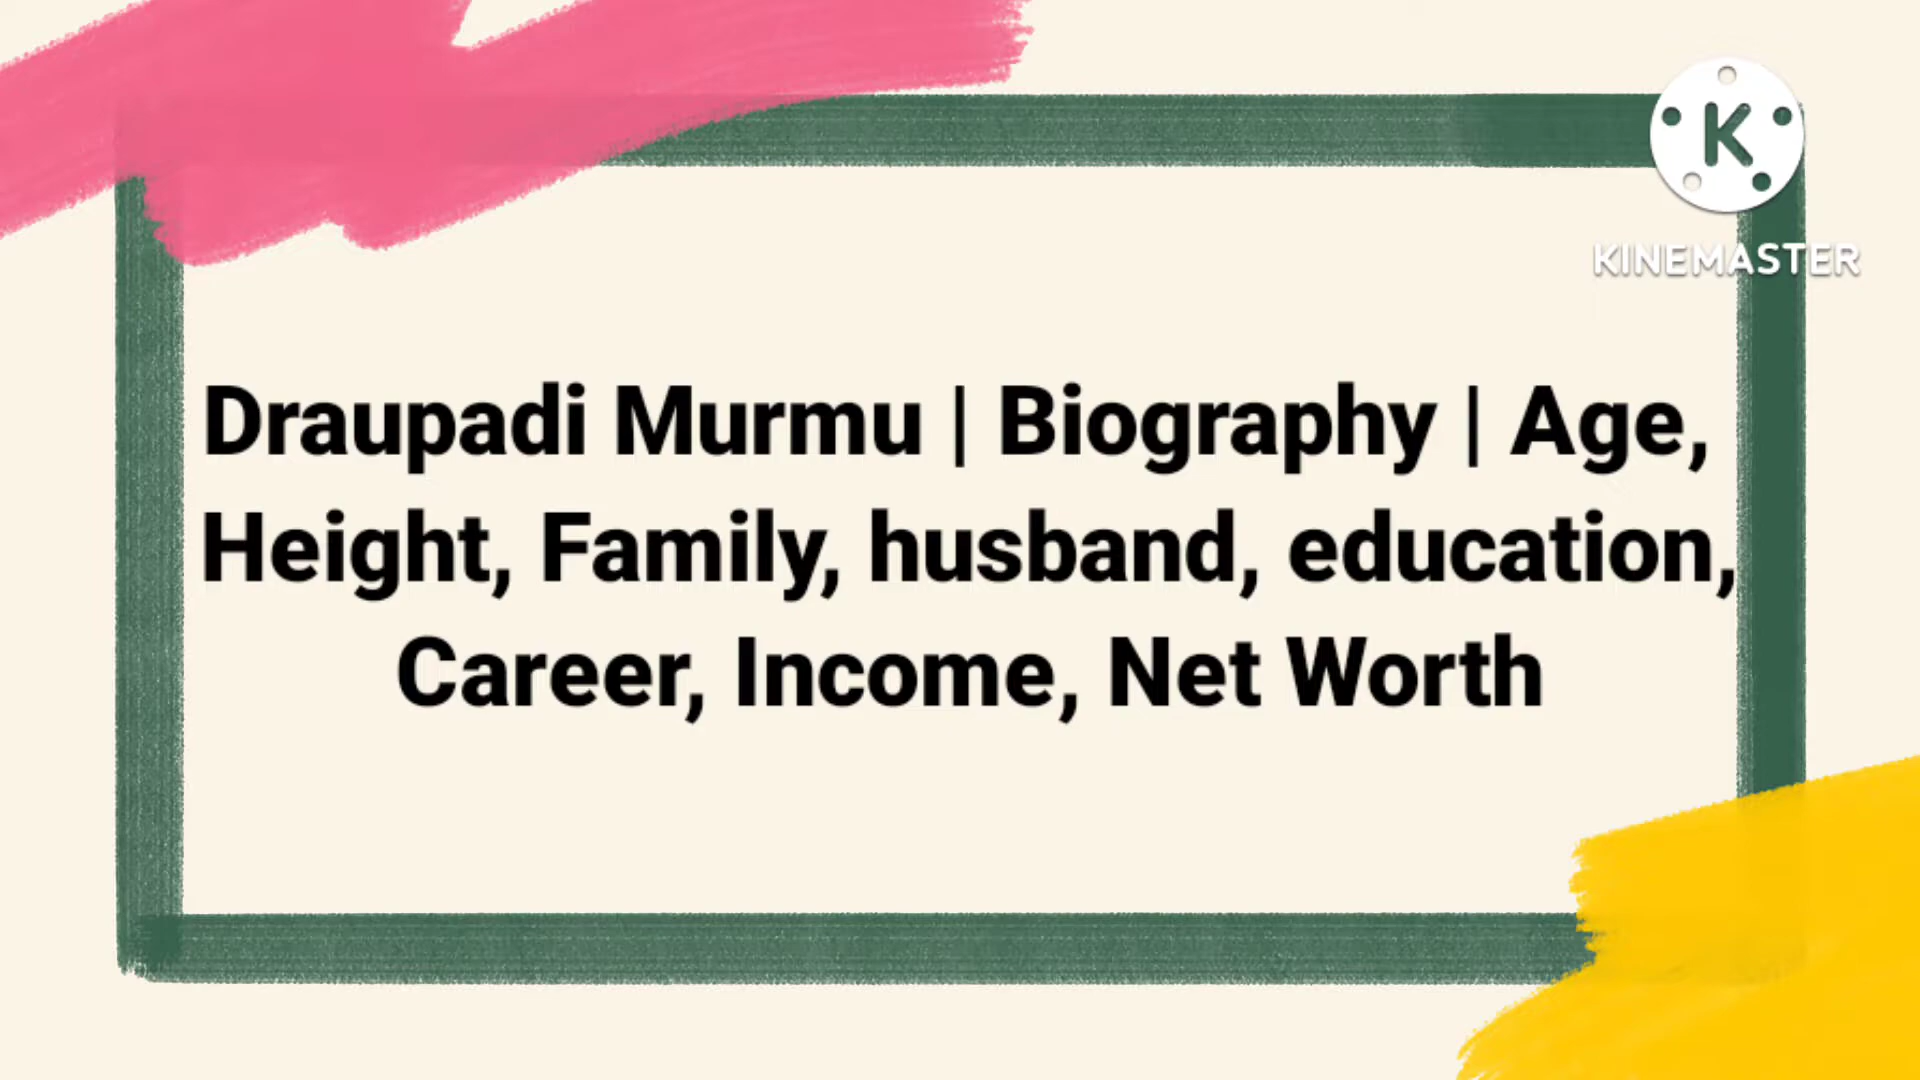 K
KINEMASTER
Draupadi Murmu | Biography | Age,
Height, Family, husband, education,
Career, Income, Net Worth